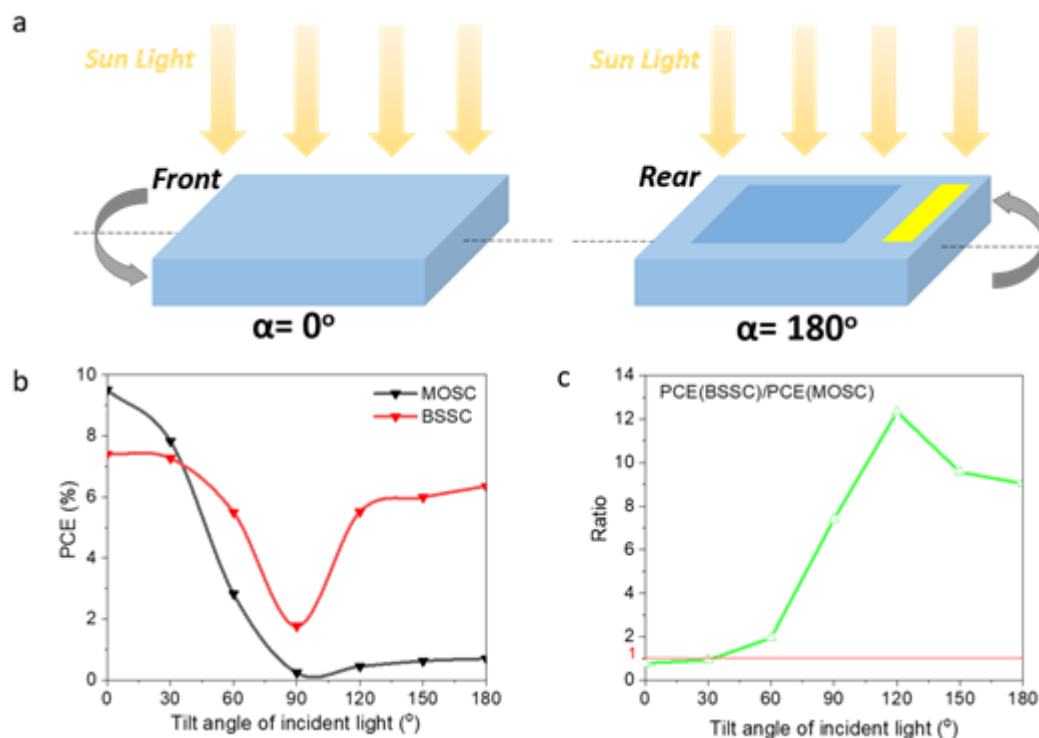 a
Sun Light
Sun Light
Front
Rear
α= 0°
α= 180°
b
10
8
6
4
2
0
PCE (%)
MOSC
BSSC
0 30 60 90 120 150 180
Tilt angle of incident light (°)
c
14
12
10
8
6
4
2
1
0
Ratio
PCE(BSSC)/PCE(MOSC)
0 30 60 90 120 150 180
Tilt angle of incident light (°)